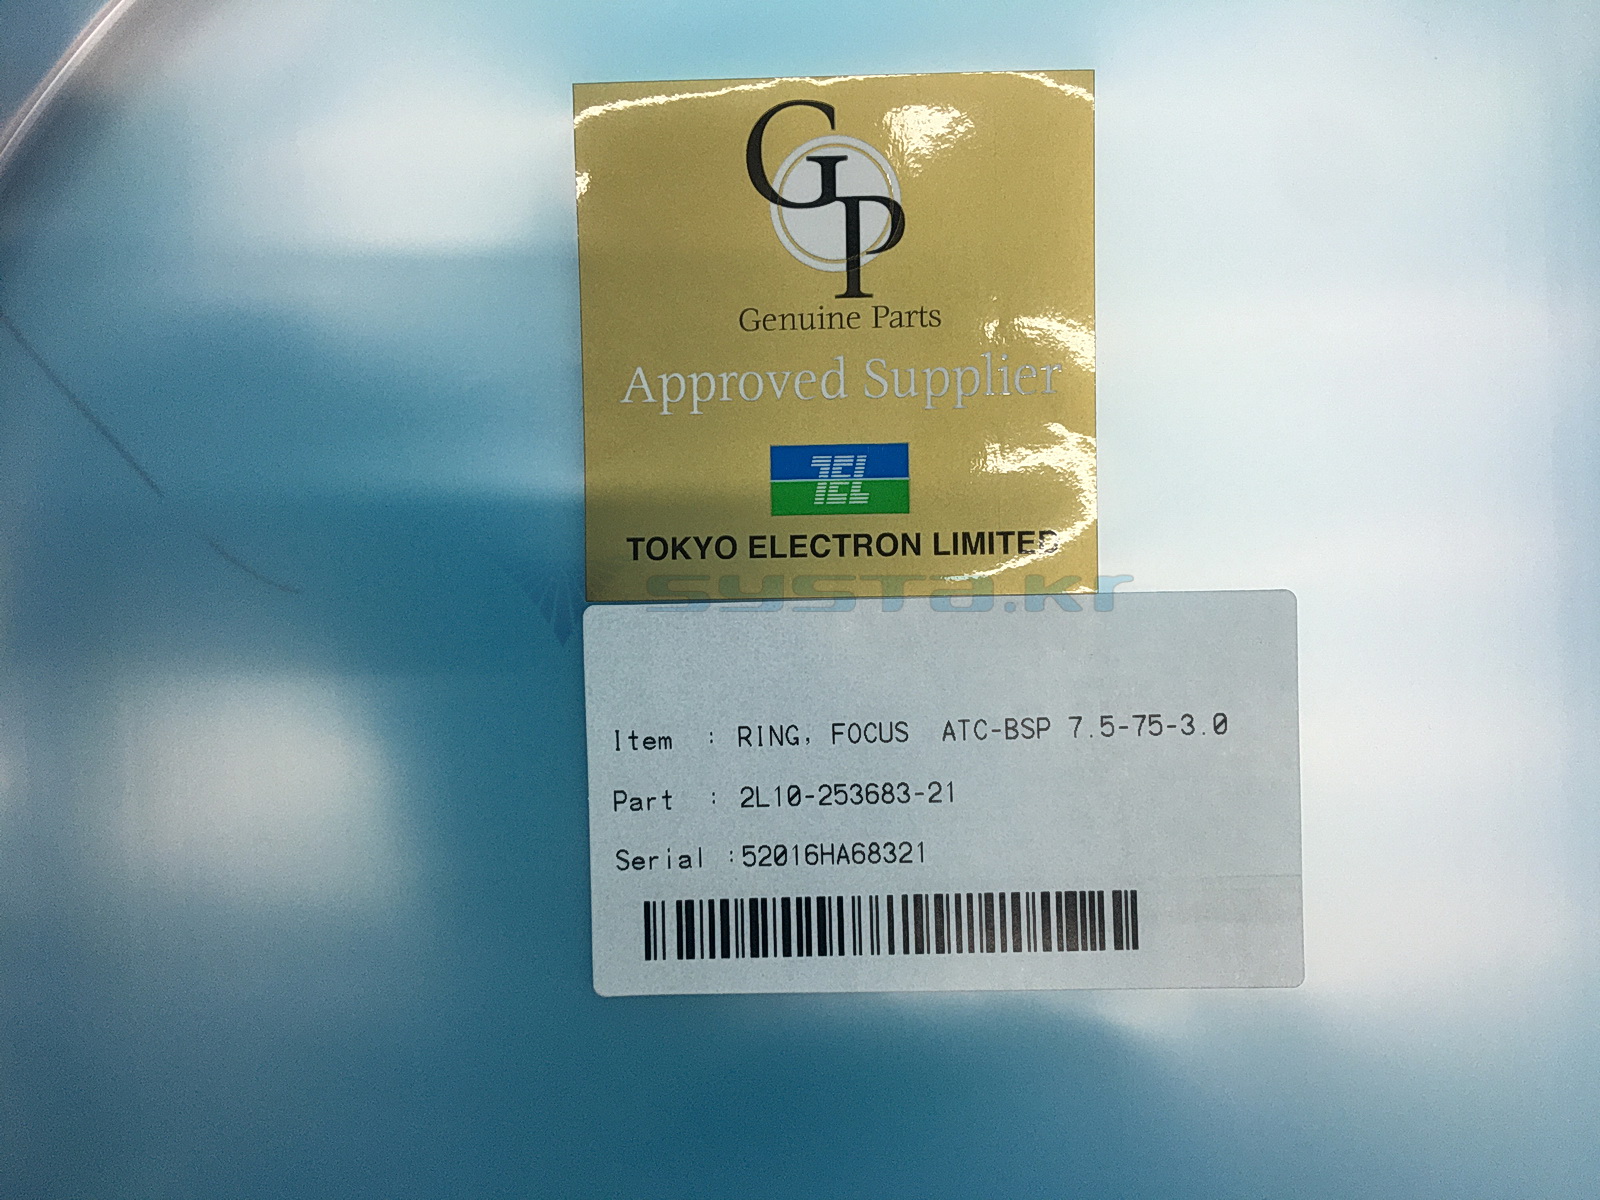 GP
Genuine Parts
Approved Supplier
TEL
TOKYO ELECTRON LIMITED
systa.kr
Item : RING, FOCUS ATC-BSP 7.5-75-3.0
Part : 2L10-253683-21
Serial :52016HA68321